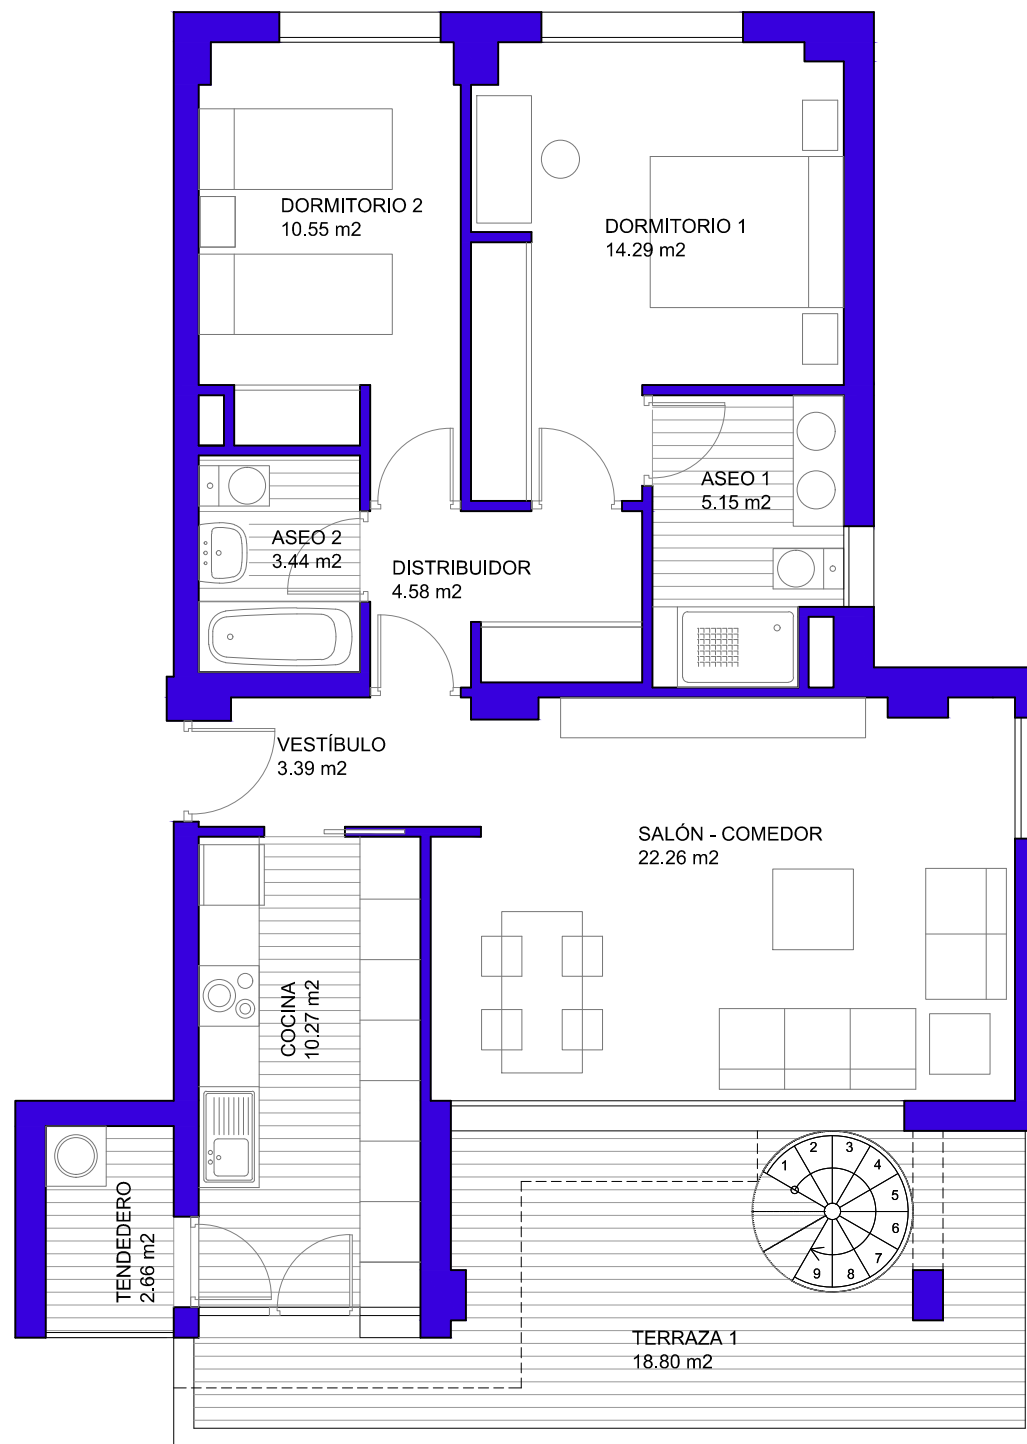 DORMITORIO 2
10.55 m2
DORMITORIO 1
14.29 m2
ASEO 1
5.15 m2
ASEO 2
3.44 m2
DISTRIBUIDOR
4.58 m2
VESTÍBULO
3.39 m2
SALÓN - COMEDOR
22.26 m2
COCINA
10.27 m2
TENDEDERO
2.66 m2
1
2
3
4
5
6
7
8
9
TERRAZA 1
18.80 m2